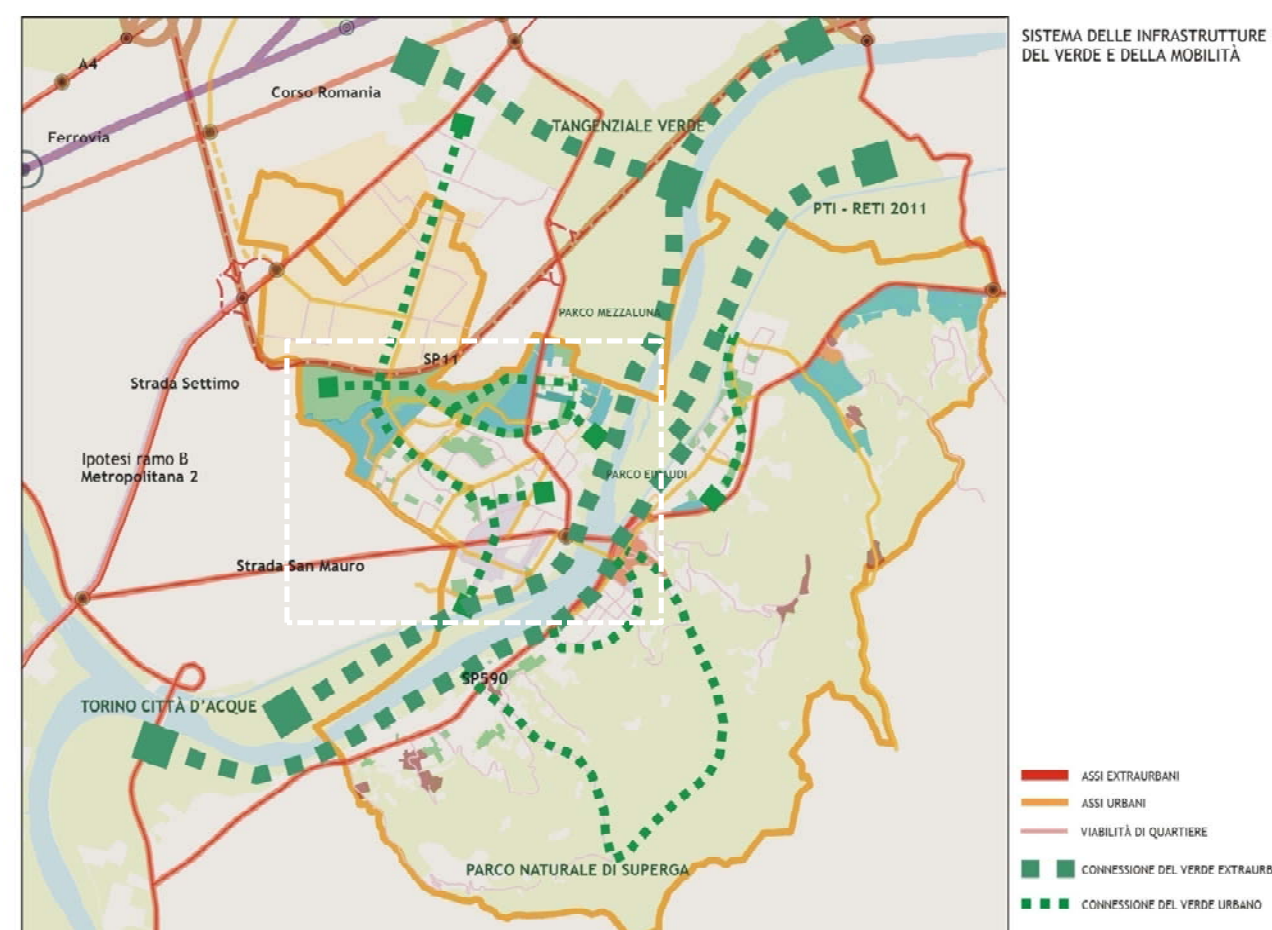 SISTEMA DELLE INFRASTRUTTURE
DEL VERDE E DELLA MOBILITÀ
A4
Corso Romania
Ferrovia
TANGENZIALE VERDE
PTI - RETI 2011
PARCO MEZZALUNA
SP11
Strada Settimo
Ipotesi ramo B
Metropolitana 2
PARCO EINAUDI
Strada San Mauro
SP590
TORINO CITTÀ D'ACQUE
PARCO NATURALE DI SUPERGA
ASSI EXTRAURBANI
ASSI URBANI
VIABILITÀ DI QUARTIERE
CONNESSIONE DEL VERDE EXTRAURB
CONNESSIONE DEL VERDE URBANO